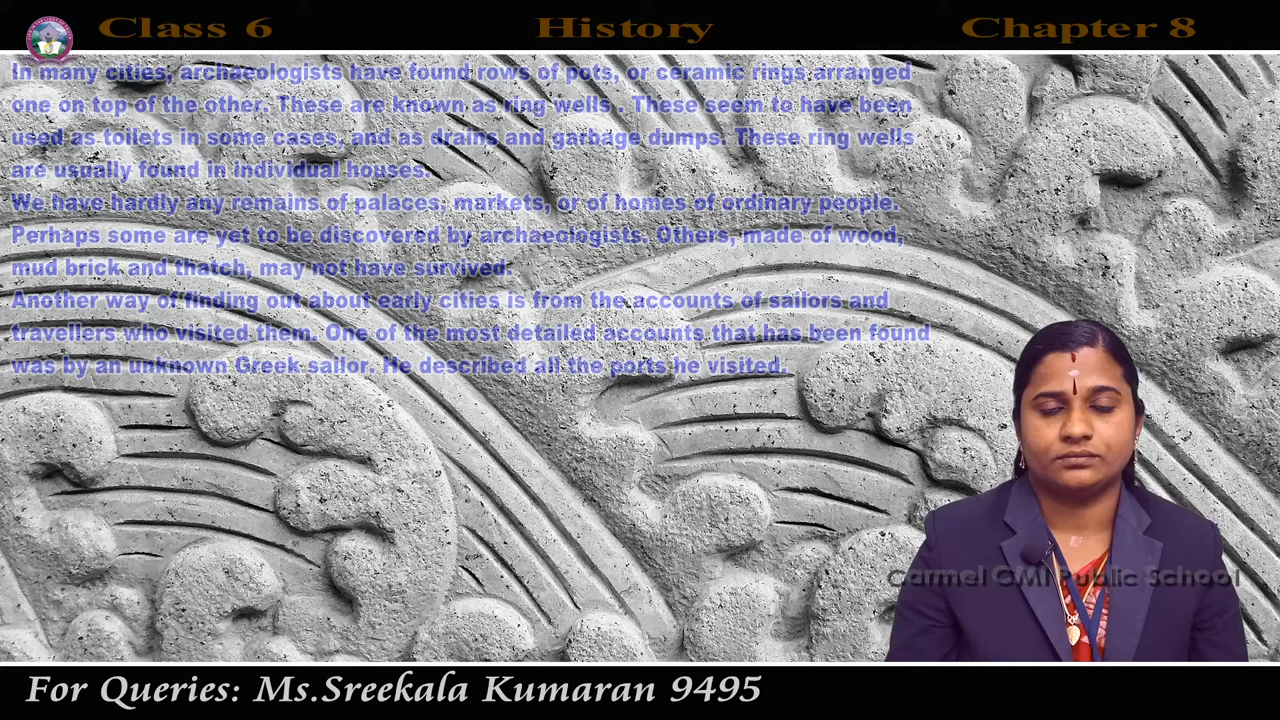 Class 6 History Chapter 8
In many cities, archaeologists have found rows of pots, or ceramic rings arranged
one on top of the other. These are known as ring wells . These seem to have been
used as toilets in some cases, and as drains and garbage dumps. These ring wells
are usually found in individual houses.
We have hardly any remains of palaces, markets, or of homes of ordinary people.
Perhaps some are yet to be discovered by archaeologists. Others, made of wood,
mud brick and thatch, may not have survived.
Another way of finding out about early cities is from the accounts of sailors and
travellers who visited them. One of the most detailed accounts that has been found
was by an unknown Greek sailor. He described all the ports he visited.
Carmel CMI Public School
For Queries: Ms.Sreekala Kumaran 9495